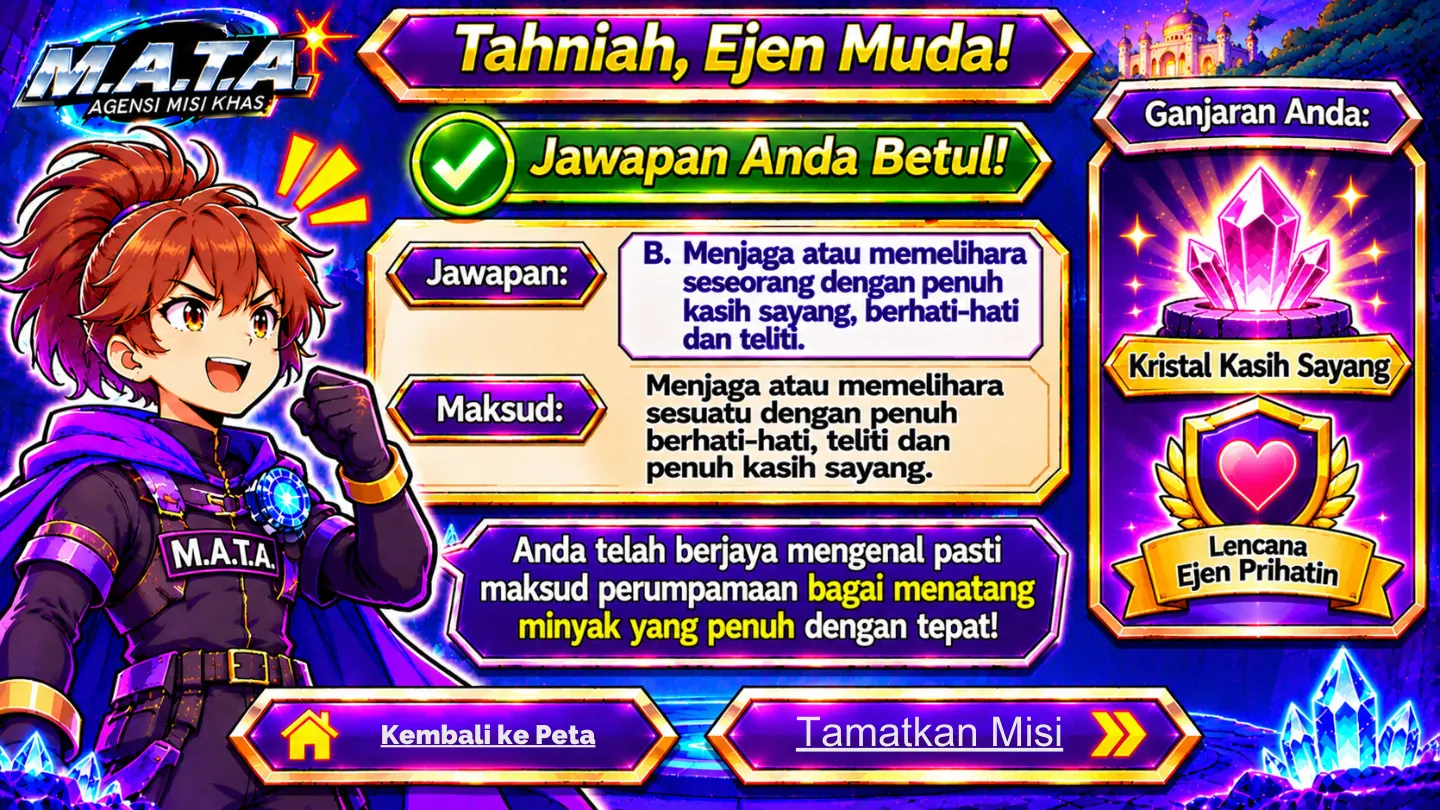 M.A.T.A.
AGENSI MISI KHAS
Tahniah, Ejen Muda!
Jawapan Anda Betul!
Jawapan:
B. Menjaga atau memelihara
seseorang dengan penuh
kasih sayang, berhati-hati
dan teliti.
Maksud:
Menjaga atau memelihara
sesuatu dengan penuh
berhati-hati, teliti dan
penuh kasih sayang.
Anda telah berjaya mengenal pasti
maksud perumpamaan bagai menatang
minyak yang penuh dengan tepat!
Ganjaran Anda:
Kristal Kasih Sayang
Lencana
Ejen Prihatin
M.A.T.A.
Kembali ke Peta
Tamatkan Misi